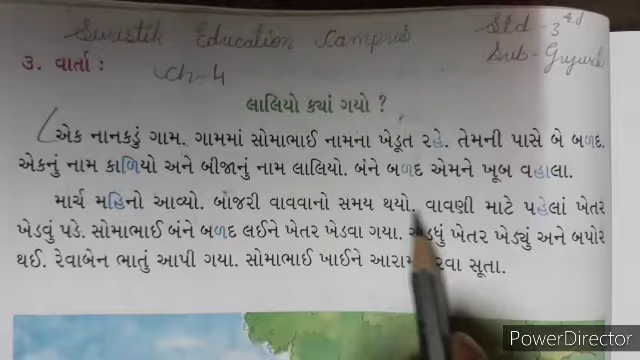 Swastik Education Campus
Std - 3rd
Sub - Gujarati
૩. વાર્તા :
Ch-4
લાલિયો ક્યાં ગયો ?
એક નાનકડું ગામ. ગામમાં સોમાભાઈ નામના ખેડૂત રહે. તેમની પાસે બે બળદ.
એકનું નામ કાળિયો અને બીજાનું નામ લાલિયો. બંને બળદ એમને ખૂબ વહાલા.
માર્ચ મહિનો આવ્યો. બાજરી વાવવાનો સમય થયો. વાવણી માટે પહેલાં ખેતર
ખેડવું પડે. સોમાભાઈ બંને બળદ લઈને ખેતર ખેડવા ગયા. ખેતર ખેડ્યું અને બપોર
થઈ. રેવાબેન ભાતું આપી ગયા. સોમાભાઈ ખાઈને સૂતા.
PowerDirector